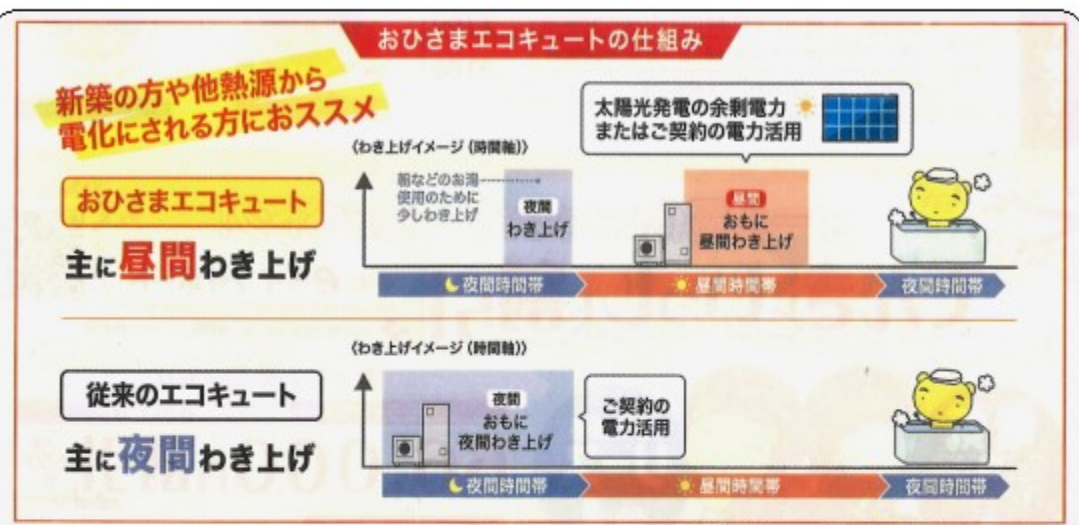 おひさまエコキュートの仕組み
新築の方や他熱源から
電化にされる方におススメ
おひさまエコキュート
主に昼間わき上げ
〈わき上げイメージ(時間軸)〉
朝などのお湯
使用のために
少しわき上げ
夜間
わき上げ
太陽光発電の余剰電力
またはご契約の電力活用
昼間
おもに
昼間わき上げ
夜間時間帯
昼間時間帯
夜間時間帯
従来のエコキュート
主に夜間わき上げ
〈わき上げイメージ(時間軸)〉
夜間
おもに
夜間わき上げ
ご契約の
電力活用
夜間時間帯
昼間時間帯
夜間時間帯